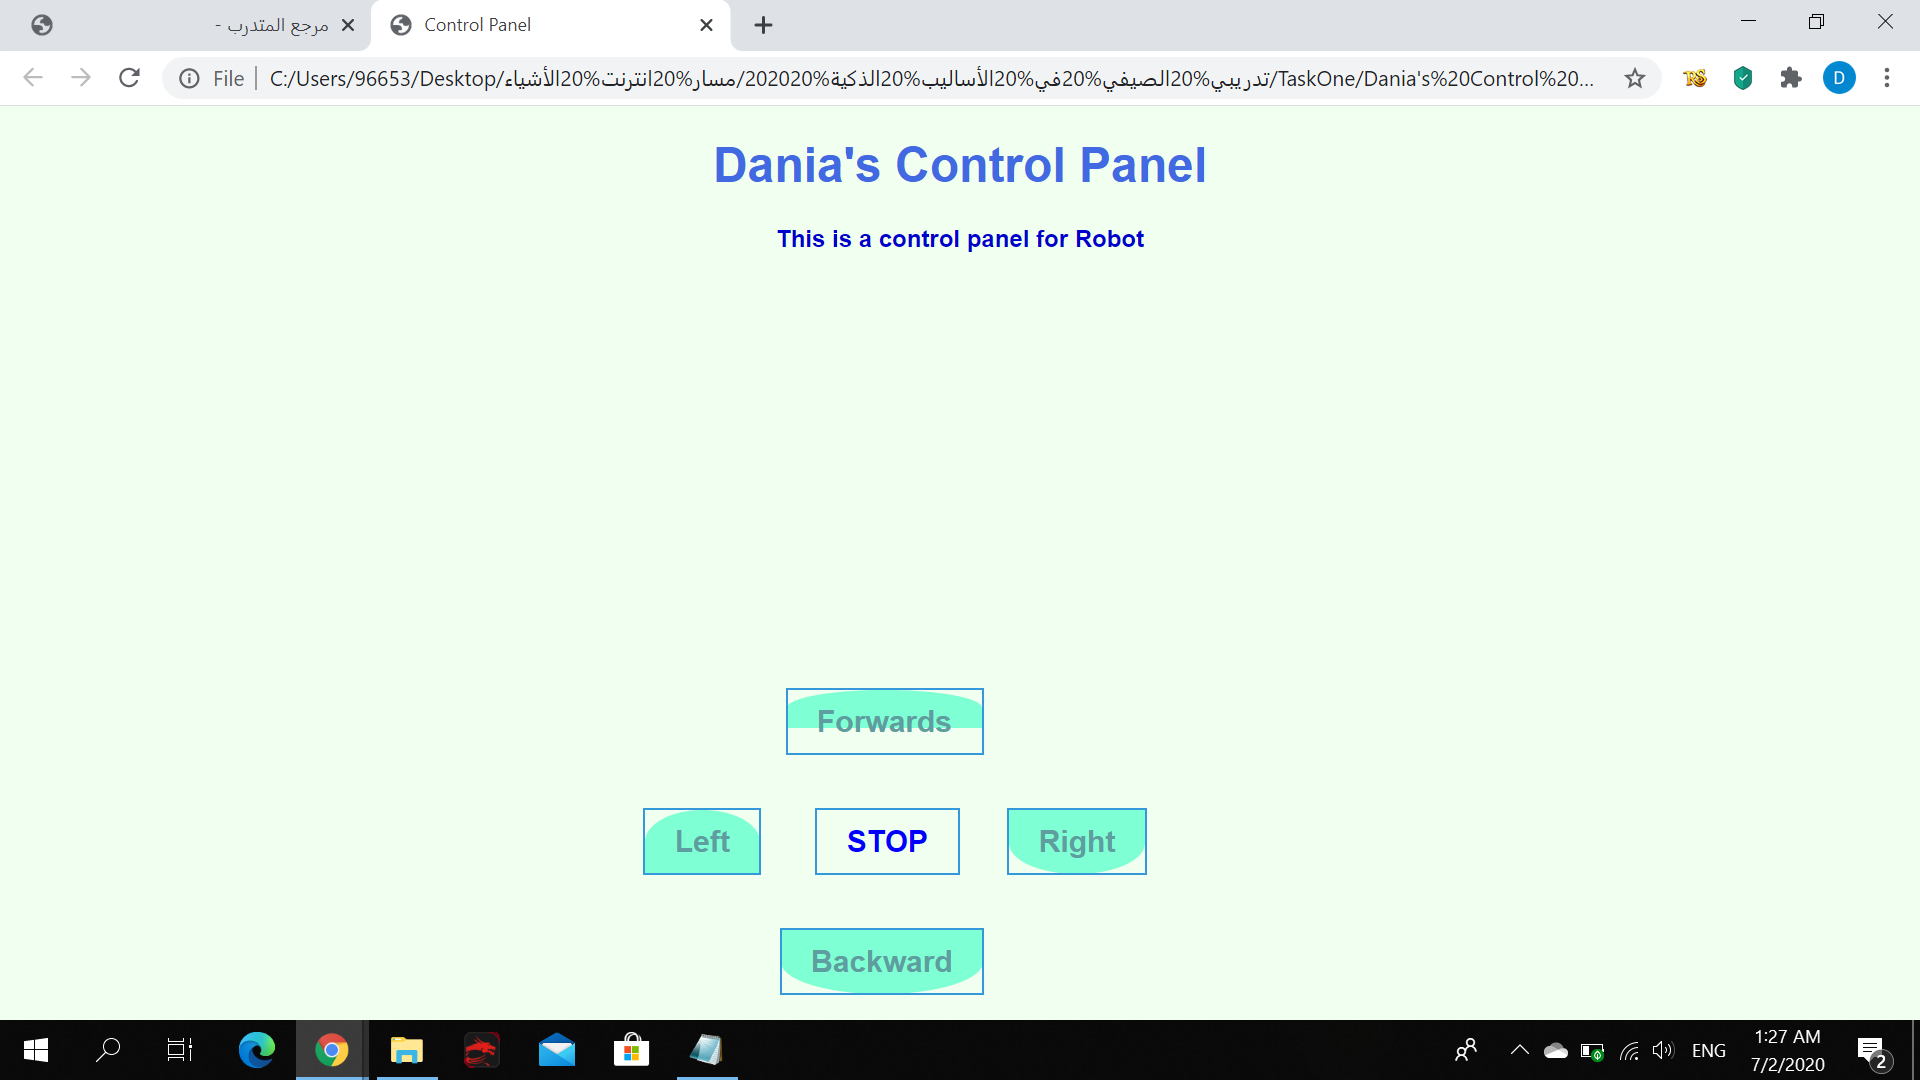 مرجع المتدرب -
Control Panel
File
C:/Users/96653/Desktop/تدريبي%20الصيفي%20في%20الأساليب%20الذكية%202020/مسار%20انترنت%20الأشياء/TaskOne/Dania's%20Control%20...
D
Dania's Control Panel
This is a control panel for Robot
Forwards
Left
STOP
Right
Backward
ENG
1:27 AM
7/2/2020
2